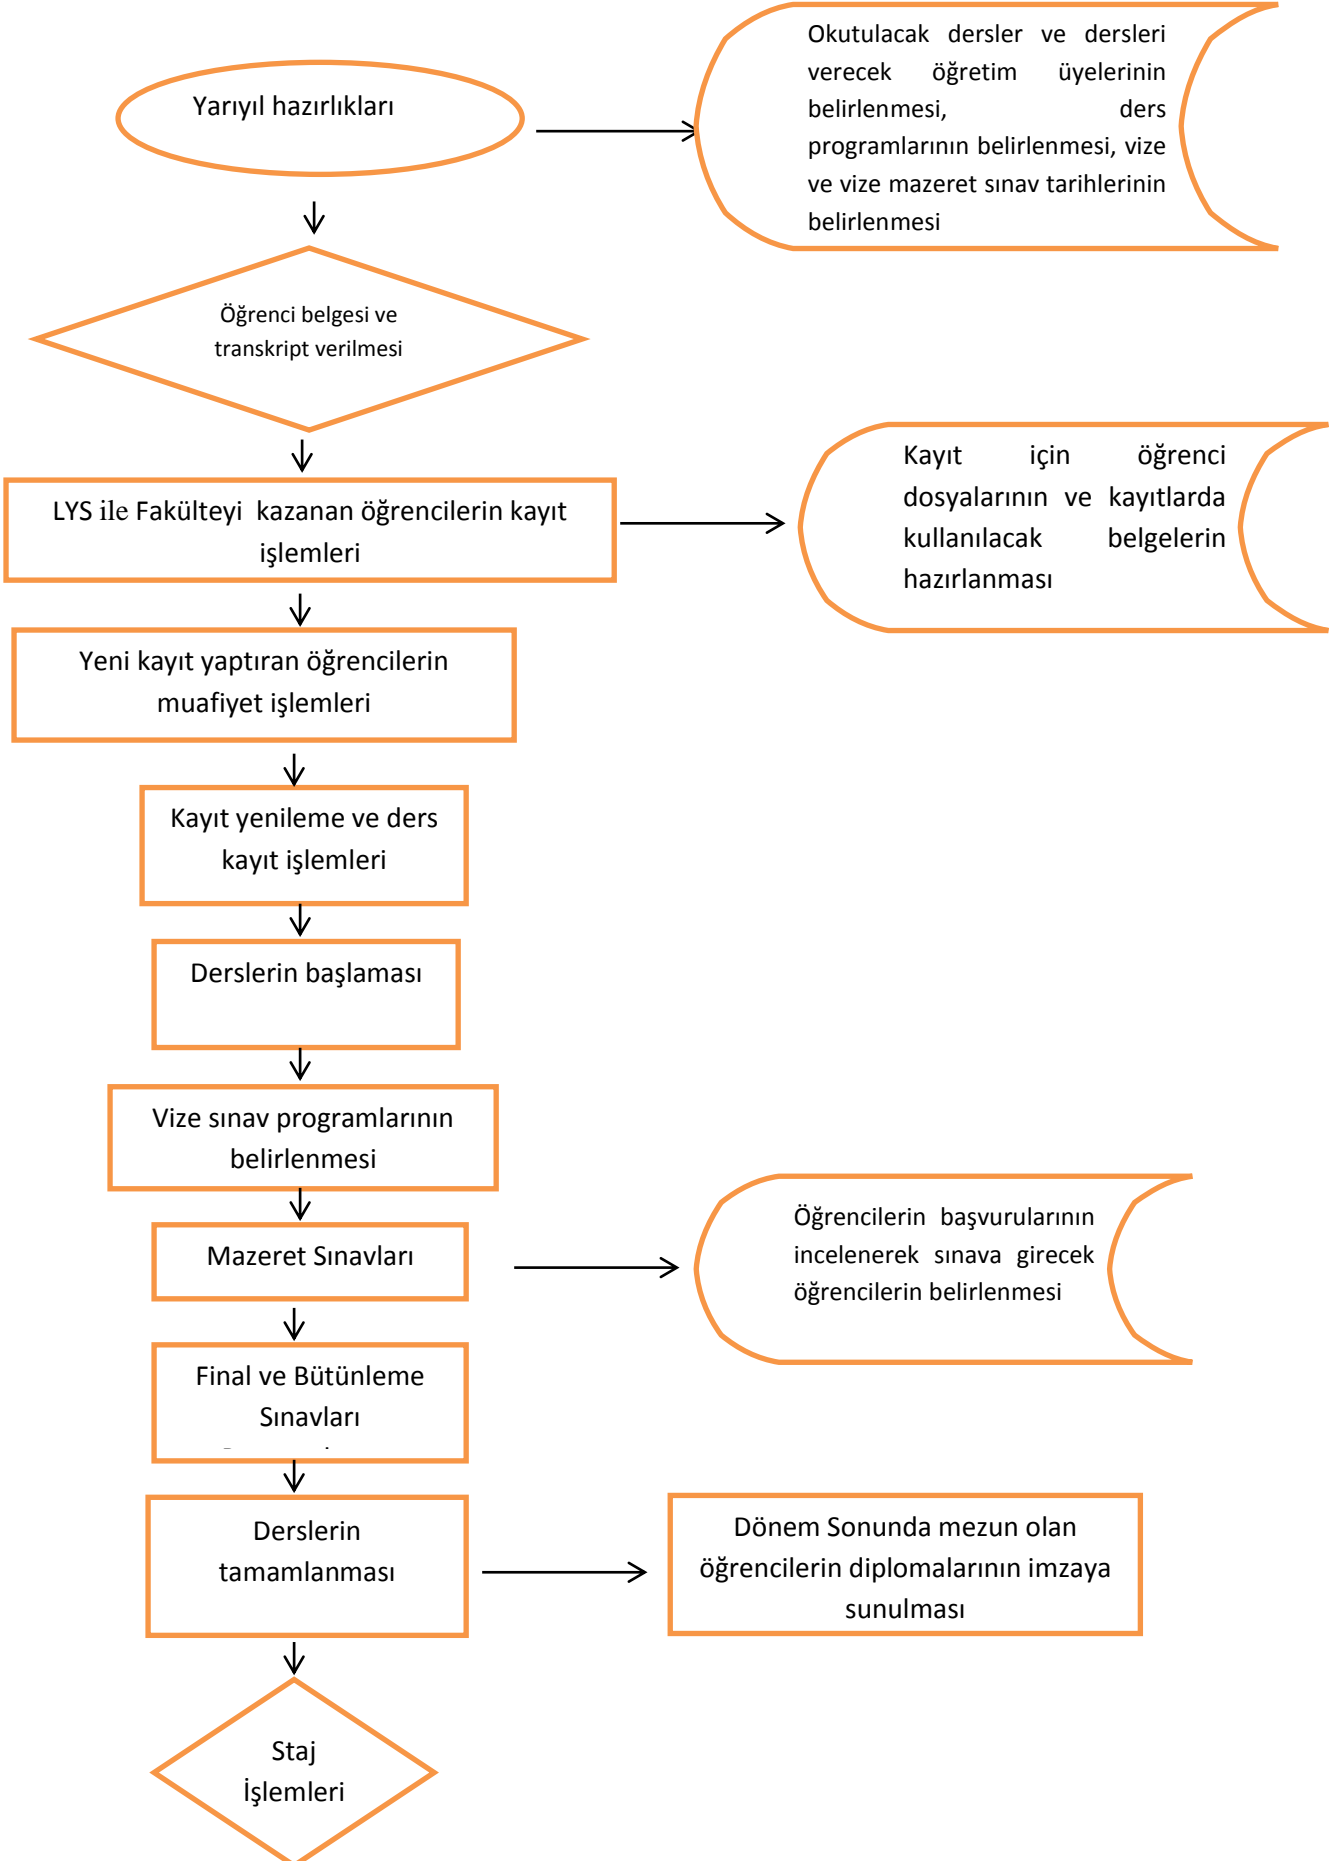 Yarıyıl hazırlıkları
Okutulacak dersler ve dersleri
verecek öğretim üyelerinin
belirlenmesi, ders
programlarının belirlenmesi, vize
ve vize mazeret sınav tarihlerinin
belirlenmesi
Öğrenci belgesi ve
transkript verilmesi
LYS ile Fakülteyi kazanan öğrencilerin kayıt
işlemleri
Kayıt için öğrenci
dosyalarının ve kayıtlarda
kullanılacak belgelerin
hazırlanması
Yeni kayıt yaptıran öğrencilerin
muafiyet işlemleri
Kayıt yenileme ve ders
kayıt işlemleri
Derslerin başlaması
Vize sınav programlarının
belirlenmesi
Mazeret Sınavları
Öğrencilerin başvurularının
incelenerek sınava girecek
öğrencilerin belirlenmesi
Final ve Bütünleme
Sınavları
Derslerin
tamamlanması
Dönem Sonunda mezun olan
öğrencilerin diplomalarının imzaya
sunulması
Staj
İşlemleri